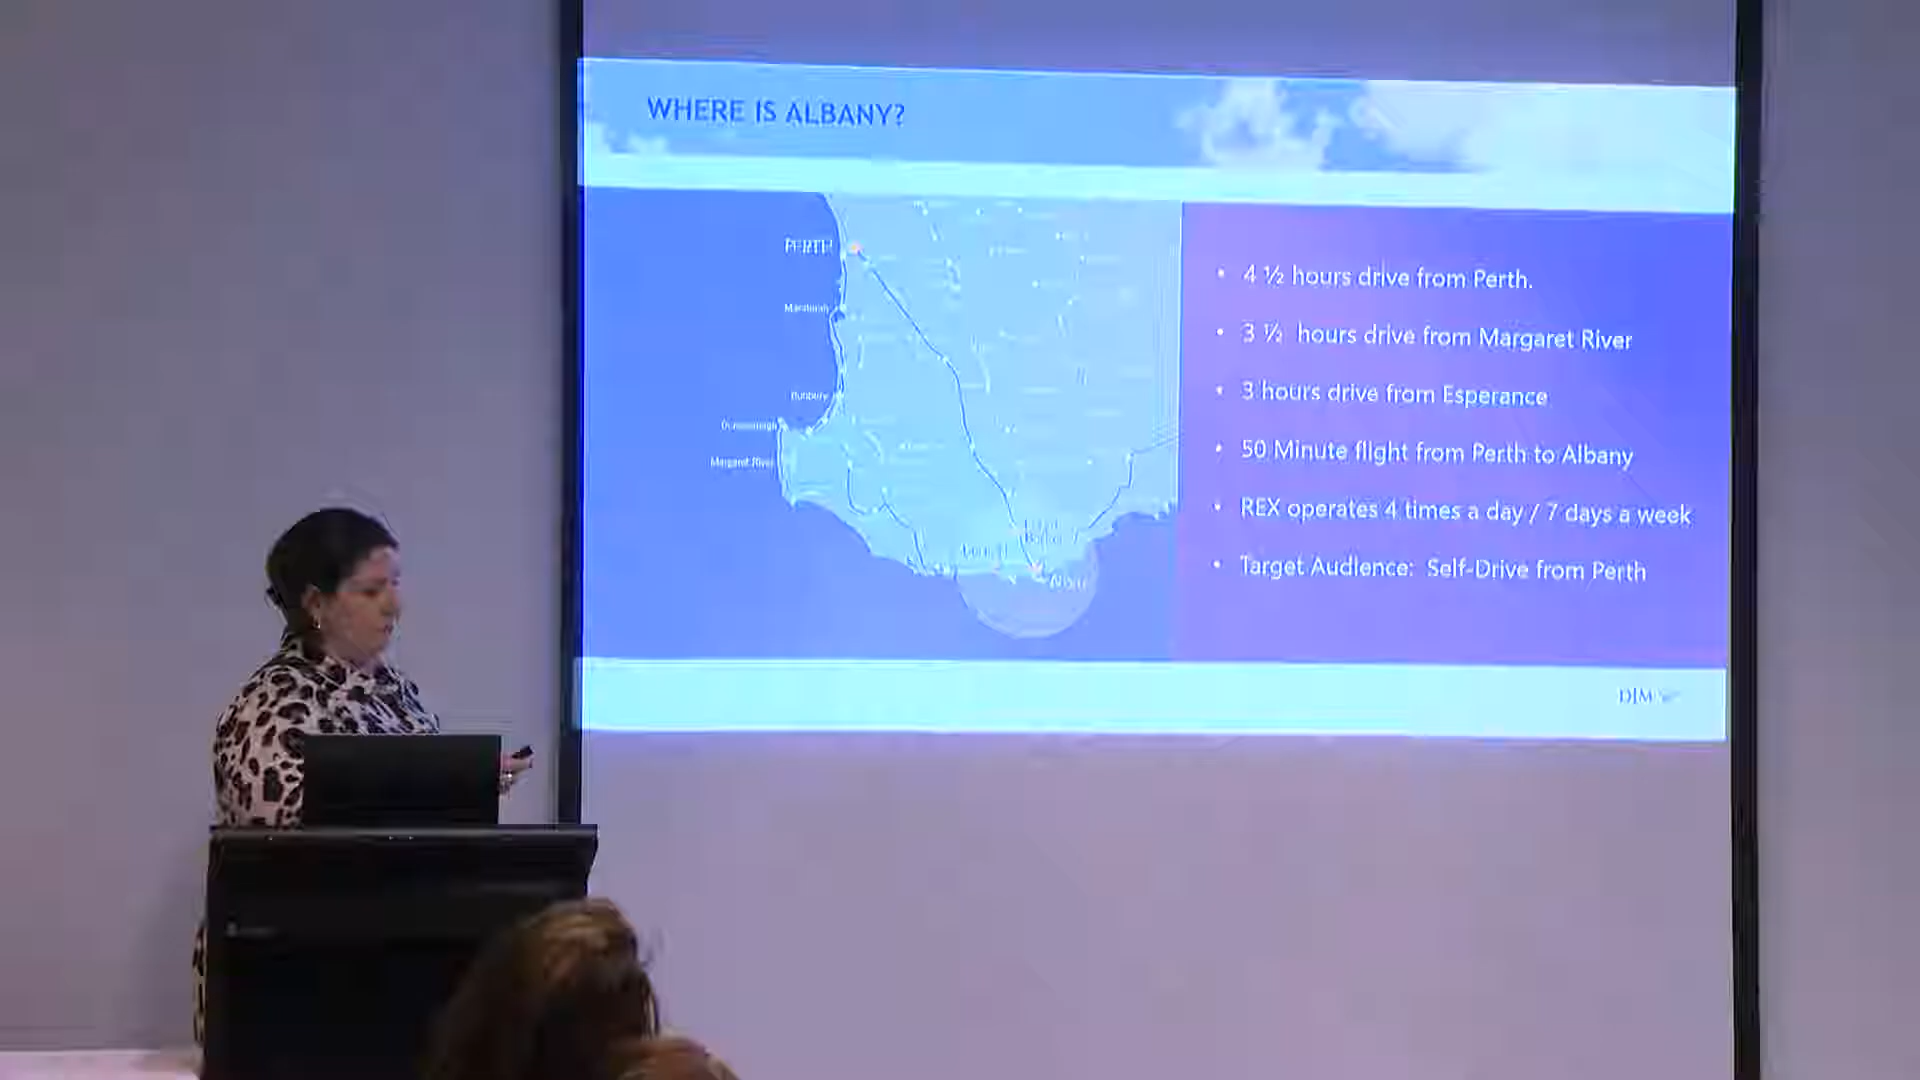 WHERE IS ALBANY?
PERTH
Mandurah
Bunbury
Dunsborough
Margaret River
• 4 ½ hours drive from Perth.
• 3 ½ hours drive from Margaret River
• 3 hours drive from Esperance
• 50 Minute flight from Perth to Albany
• REX operates 4 times a day / 7 days a week
• Target Audience: Self-Drive from Perth